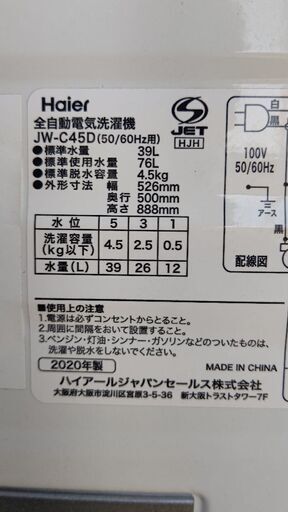 Haier
全自動電気洗濯機
JW-C45D(50/60Hz用)
■標準水量 39L
■標準使用水量 76L
■標準脱水容量 4.5kg
■外形寸法 幅 526mm
奥行 500mm
高さ 888mm
S
JET
HJH
白
黒
100V
50/60Hz
アース
黒
配線図
水位 5 3 1
洗濯容量(kg以下) 4.5 2.5 0.5
水量(L) 39 26 12
■使用上の注意
1.電源は必ずコンセントからとること。
2.周囲に間隔をおいて設置すること。
3.ベンジン・灯油・シンナー・ガソリンなどのついたものは、
洗濯や脱水をしないでください。
2020年製
MADE IN CHINA
ハイアールジャパンセールス株式会社
大阪府大阪市淀川区宮原3-5-36 新大阪トラストタワー7F